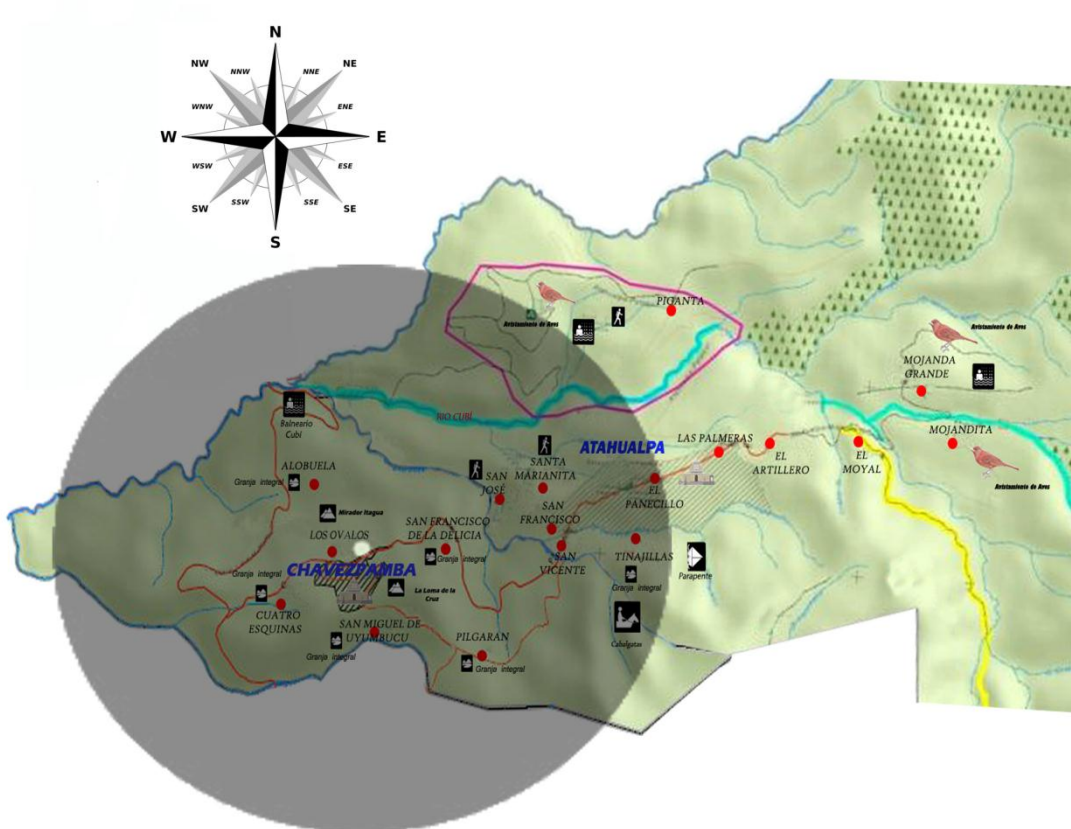 N
NW
NNW
NNE
NE
WNW
ENE
W
E
WSW
ESE
SW
SSW
SSE
SE
S
PIGANTA
Avistamiento de Aves
Avistamiento de Aves
MOJANDA
GRANDE
RIO CUBÍ
Balneario
Cubí
ATAHUALPA
LAS PALMERAS
MOJANDITA
EL
ARTILLERO
EL
MOYAL
ALOBUELA
Granja integral
SANTA
MARIANITA
SAN
JOSÉ
EL
PANECILLO
Avistamiento de Aves
Mirador Itagua
SAN
FRANCISCO
SAN FRANCISCO
DE LA DELICIA
LOS OVALOS
Granja integral
SAN
VICENTE
TINAJILLAS
Granja integral
Parapente
CHAVEZPAMBA
Granja integral
La Loma de la
Cruz
CUATRO
ESQUINAS
SAN MIGUEL DE
UYUMBUCU
Granja integral
PILGARAN
Granja integral
Cabalgatas